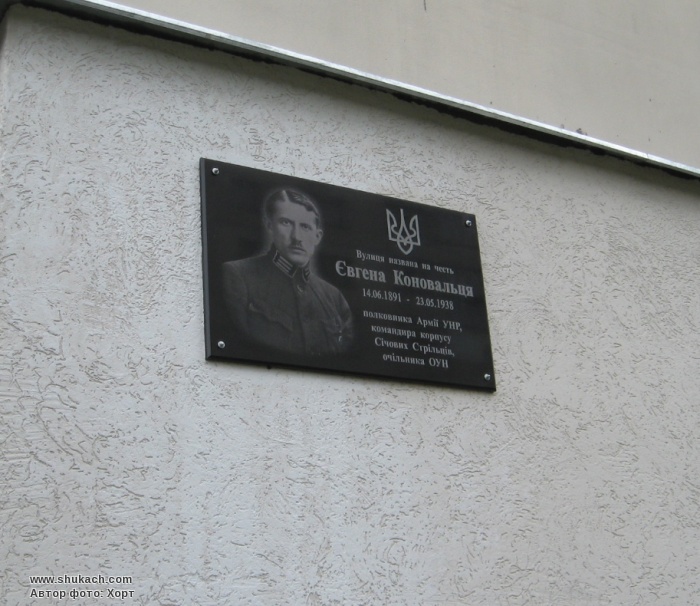 Вулиця названа на честь
Євгена Коновальця
14.06.1891 - 23.05.1938
полковника Армії УНР,
командира корпусу
Січових Стрільців,
очільника ОУН
www.shukach.com
Автор фото: Хорт